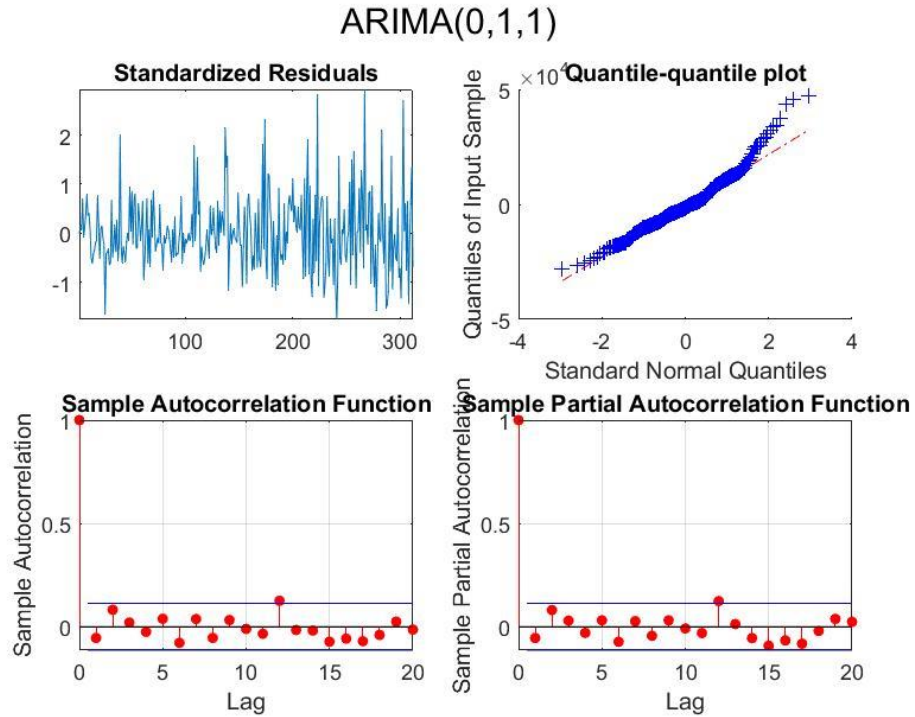 ARIMA(0,1,1)
Standardized Residuals
2
1
0
-1
100
200
300
×10⁴
Quantile-quantile plot
Quantiles of Input Sample
5
0
-5
-4
-2
0
2
4
Standard Normal Quantiles
Sample Autocorrelation Function
Sample Autocorrelation
1
0.5
0
0
5
10
15
20
Lag
Sample Partial Autocorrelation Function
Sample Partial Autocorrelation
1
0.5
0
0
5
10
15
20
Lag